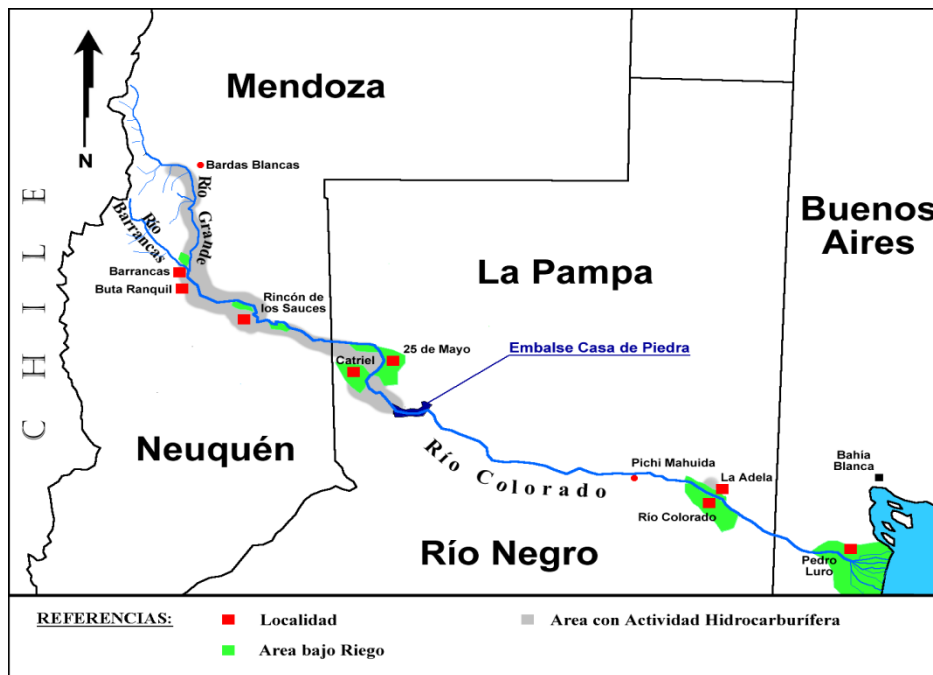 Mendoza
N
Bardas Blancas
Río Grande
Río
Barrancas
CHILE
Buenos
Aires
La Pampa
Barrancas
Buta Ranquil
Rincón de
los Sauces
25 de Mayo
Embalse Casa de Piedra
Catriel
Neuquén
Río Colorado
Pichi Mahuida
La Adela
Bahía
Blanca
Río Colorado
Río Negro
Pedro
Luro
REFERENCIAS:
Localidad
Area con Actividad Hidrocarburífera
Area bajo Riego